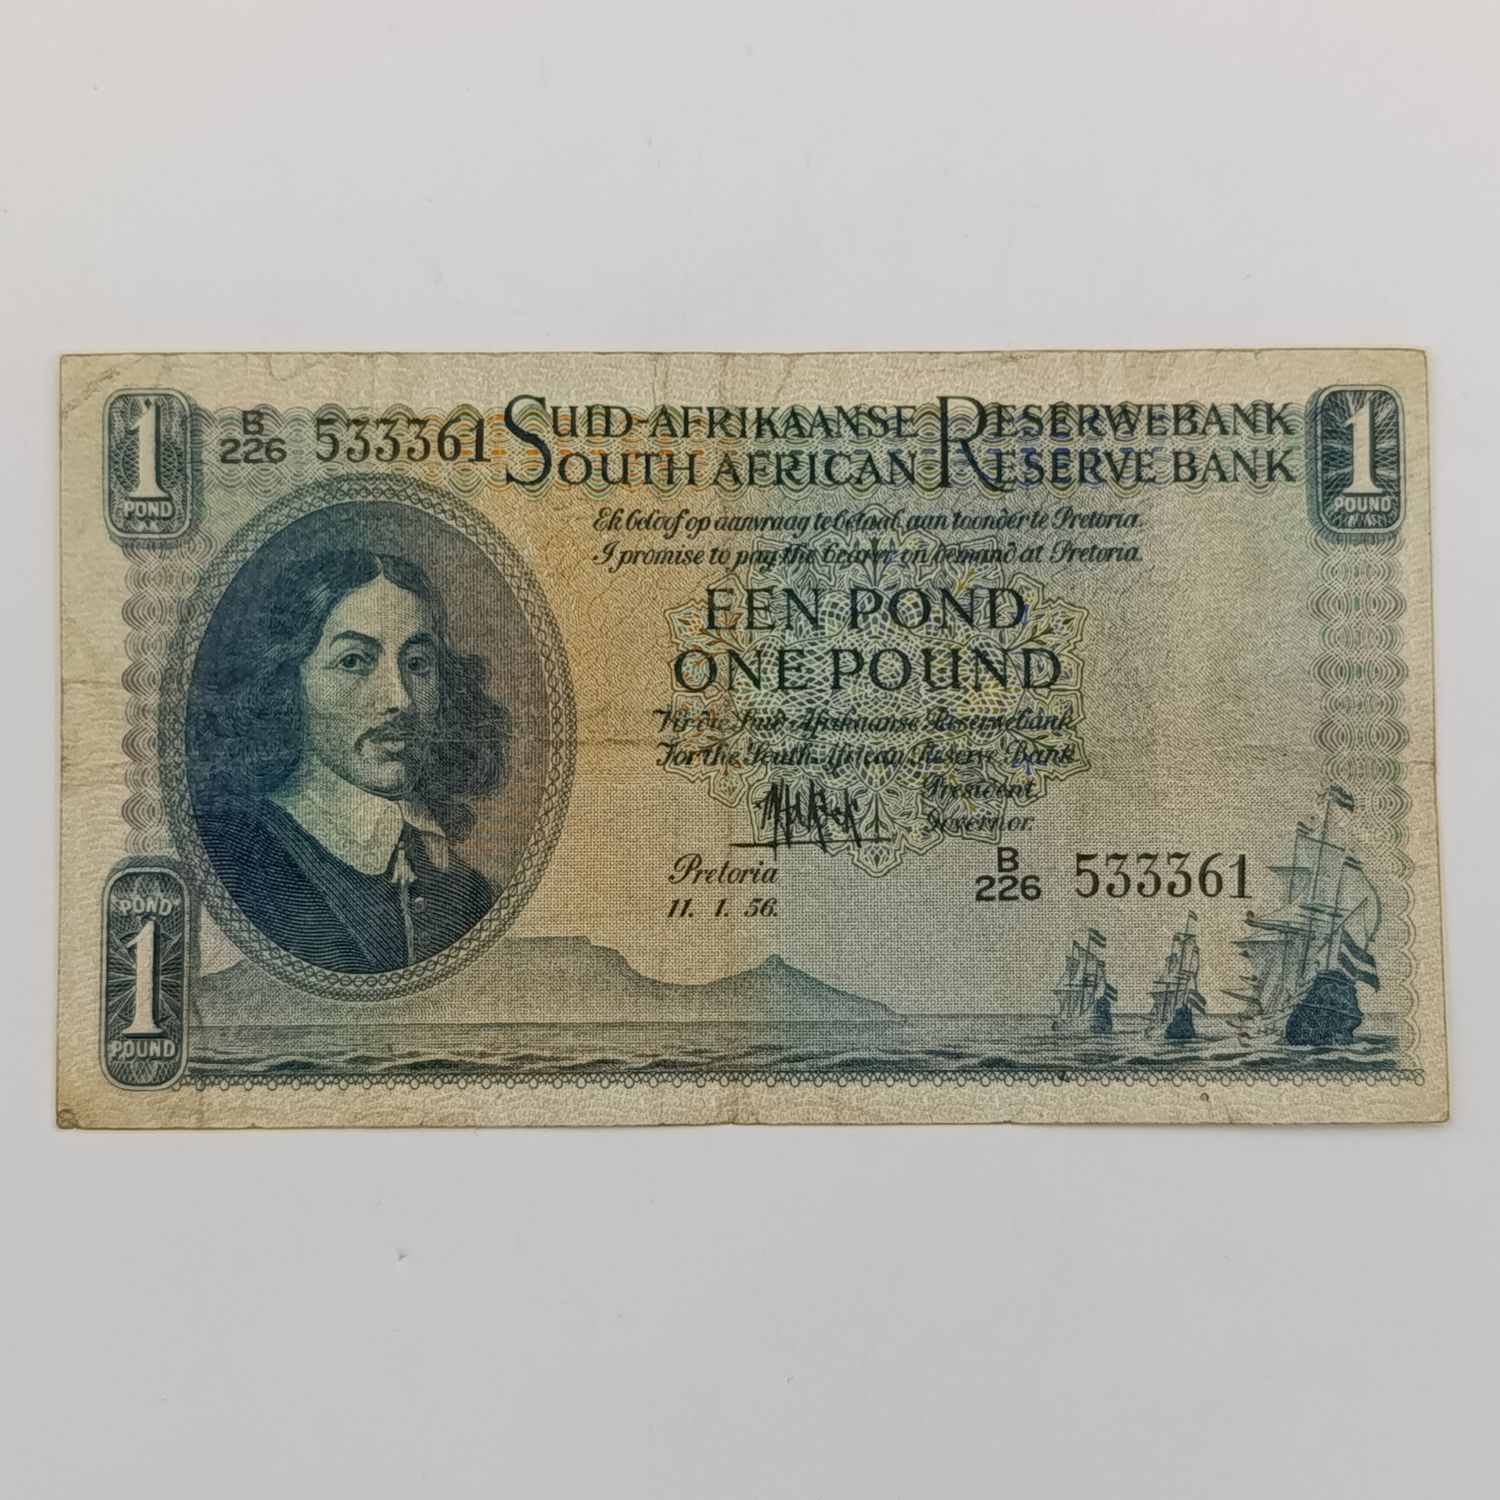 1
POND
B
226 533361
SUID-AFRIKAANSE RESERWEBANK
SOUTH AFRICAN RESERVE BANK
1
POUND
Ek beloof op aanvraag te betaal aan toonder te Pretoria.
I promise to pay the bearer on demand at Pretoria.
EEN POND
ONE POUND
Vir die Suid-Afrikaanse Reserwebank
For the South African Reserve Bank
President
Governor.
Pretoria
11. 1. 56.
B
226 533361
POND
1
POUND